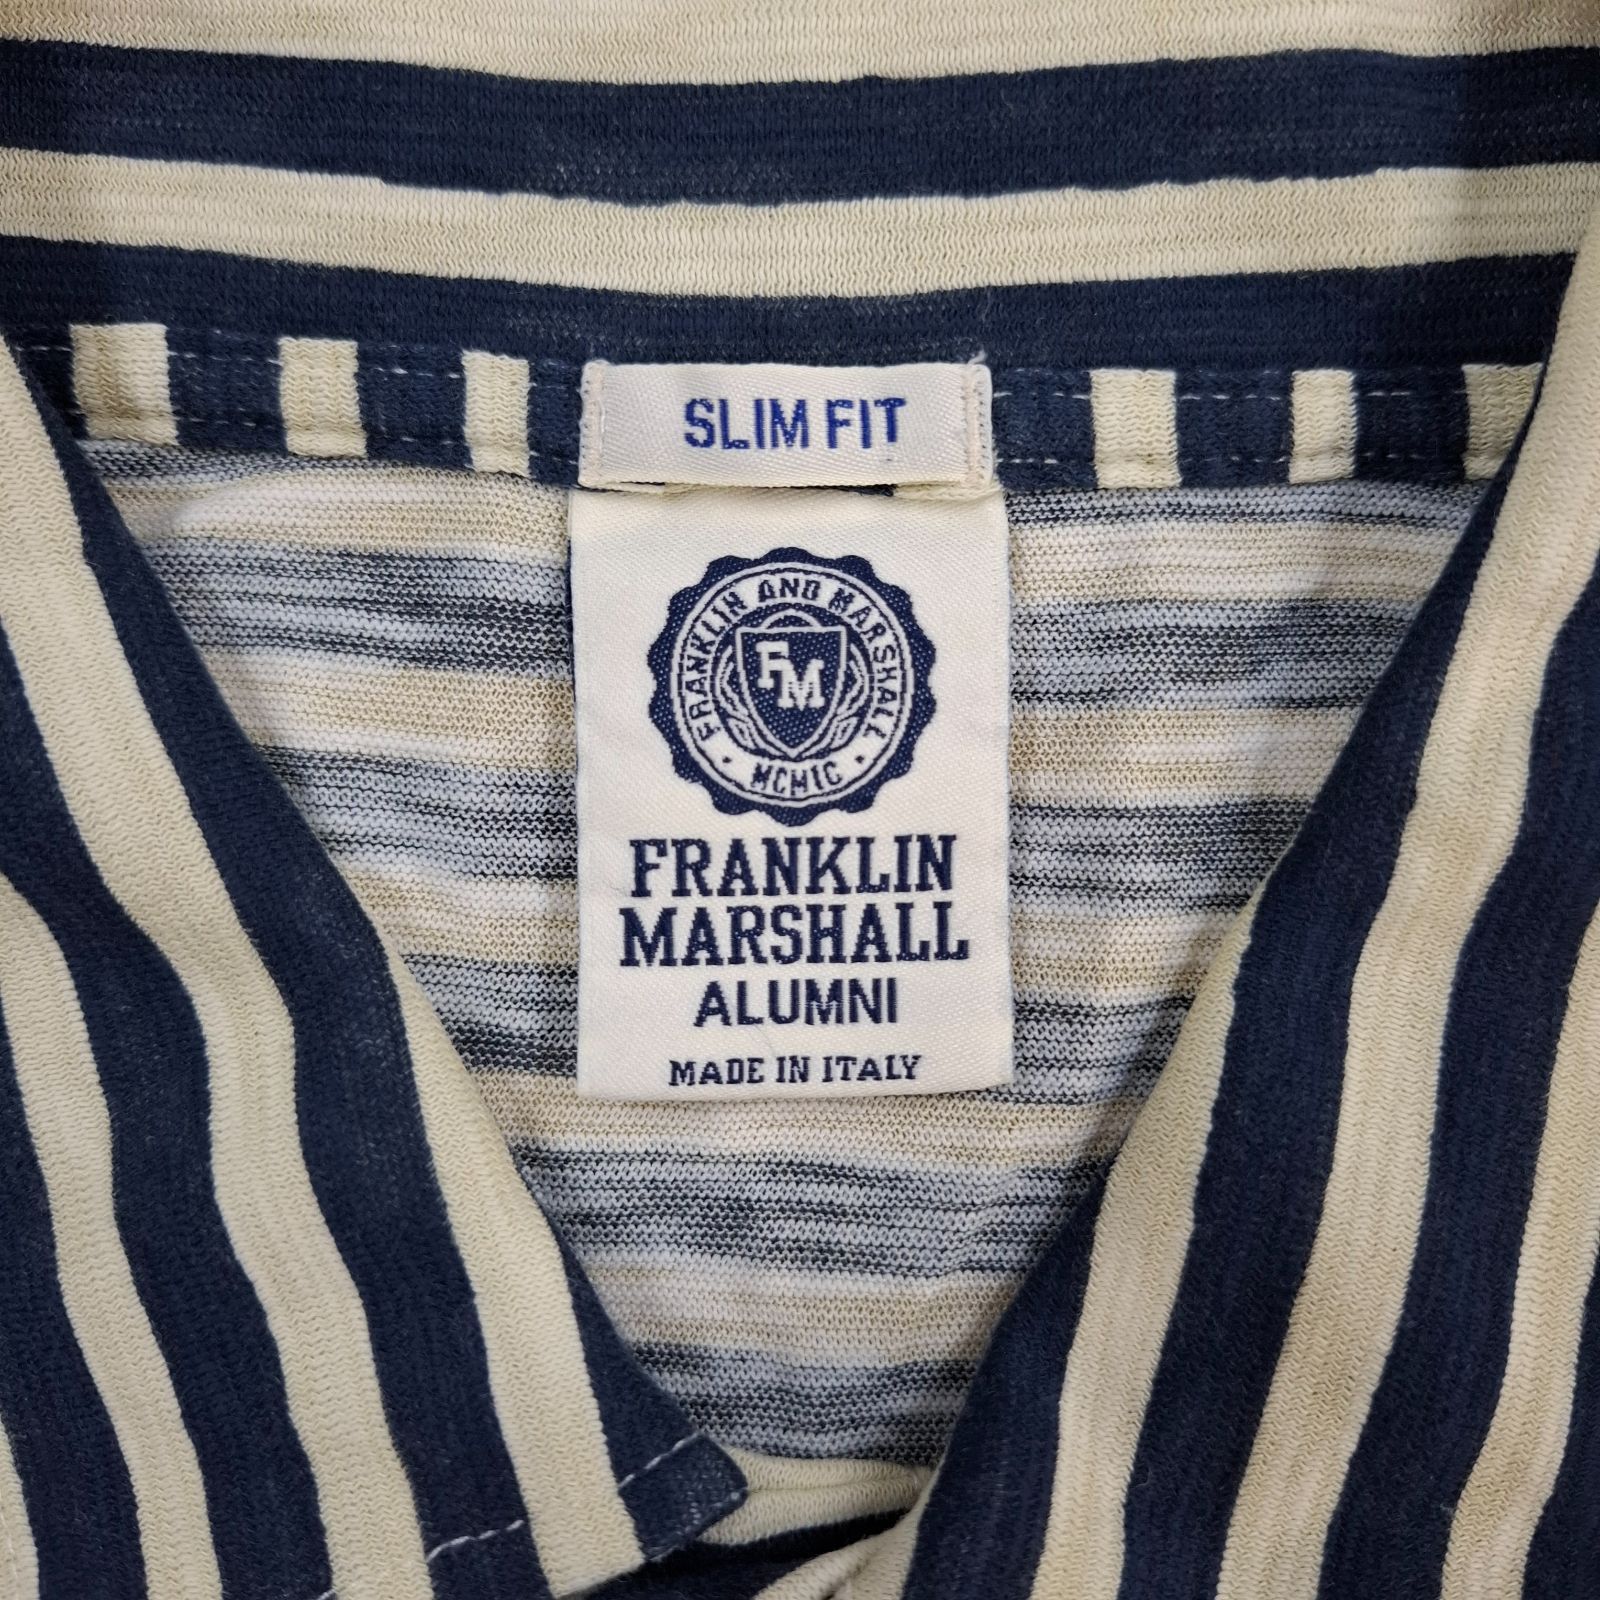 SLIM FIT
FRANKLIN AND MARSHALL
FM
· MCMIC ·
FRANKLIN
MARSHALL
ALUMNI
MADE IN ITALY